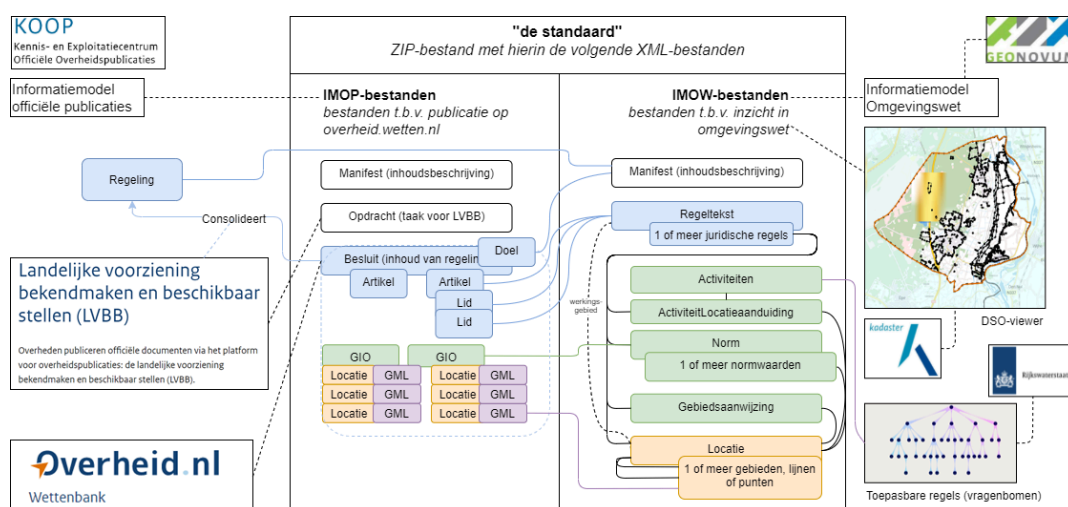 KOOP
Kennis- en Exploitatiecentrum
Officiële Overheidspublicaties
Informatiemodel
officiële publicaties
Regeling
Consolideert
Landelijke voorziening
bekendmaken en beschikbaar
stellen (LVBB)
Overheden publiceren officiële documenten via het platform
voor overheidspublicaties: de landelijke voorziening
bekendmaken en beschikbaar stellen (LVBB).
Overheid.nl
Wettenbank
"de standaard"
ZIP-bestand met hierin de volgende XML-bestanden
IMOP-bestanden
bestanden t.b.v. publicatie op
overheid.wetten.nl
Manifest (inhoudsbeschrijving)
Opdracht (taak voor LVBB)
Doel
Besluit (inhoud van regelin
Artikel
Artikel
Lid
Lid
GIO
GIO
Locatie GML Locatie GML
Locatie GML Locatie GML
Locatie GML Locatie GML
IMOW-bestanden
bestanden t.b.v. inzicht in
omgevingswet
Manifest (inhoudsbeschrijving)
Regeltekst
1 of meer juridische regels
werkings-
gebied
Activiteiten
ActiviteitLocatieaanduiding
Norm
1 of meer normwaarden
Gebiedsaanwijzing
Locatie
1 of meer gebieden, lijnen
of punten
GEONOVUM
Informatiemodel
Omgevingswet
DSO-viewer
kadaster
Rijkswaterstaat
Toepasbare regels (vragenbomen)